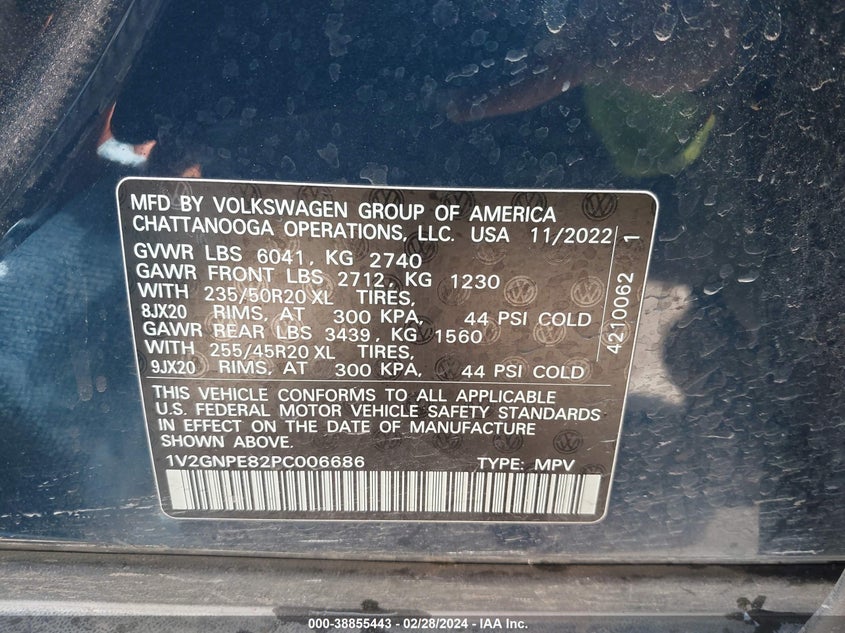 MFD BY VOLKSWAGEN GROUP OF AMERICA
CHATTANOOGA OPERATIONS, LLC. USA 11/2022
GVWR LBS 6041, KG 2740
GAWR FRONT LBS 2712, KG 1230
WITH 235/50R20 XL TIRES,
8JX20 RIMS, AT 300 KPA, 44 PSI COLD
GAWR REAR LBS 3439, KG 1560
WITH 255/45R20 XL TIRES,
9JX20 RIMS, AT 300 KPA, 44 PSI COLD
4210062 1
THIS VEHICLE CONFORMS TO ALL APPLICABLE
U.S. FEDERAL MOTOR VEHICLE SAFETY STANDARDS
IN EFFECT ON THE DATE OF MANUFACTURE
SHOWN ABOVE.
1V2GNPE82PC006686 TYPE: MPV
000-38855443 - 02/28/2024 - IAA Inc.